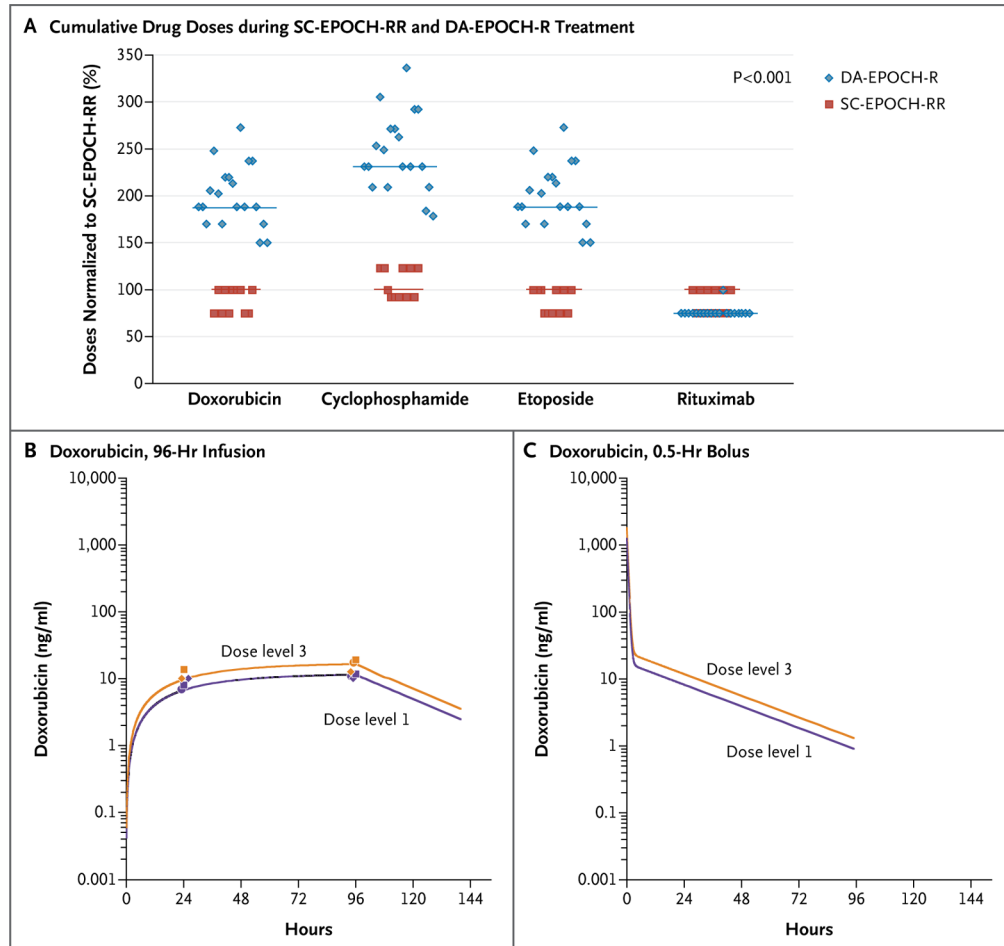 A Cumulative Drug Doses during SC-EPOCH-RR and DA-EPOCH-R Treatment
Doses Normalized to SC-EPOCH-RR (%)
350
300
250
200
150
100
50
0
P<0.001
DA-EPOCH-R
SC-EPOCH-RR
Doxorubicin Cyclophosphamide Etoposide Rituximab
B Doxorubicin, 96-Hr Infusion
Doxorubicin (ng/ml)
10,000
1,000
100
10
1
0.1
0.001
Dose level 3
Dose level 1
0 24 48 72 96 120 144
Hours
C Doxorubicin, 0.5-Hr Bolus
Doxorubicin (ng/ml)
10,000
1,000
100
10
1
0.1
0.001
Dose level 3
Dose level 1
0 24 48 72 96 120 144
Hours